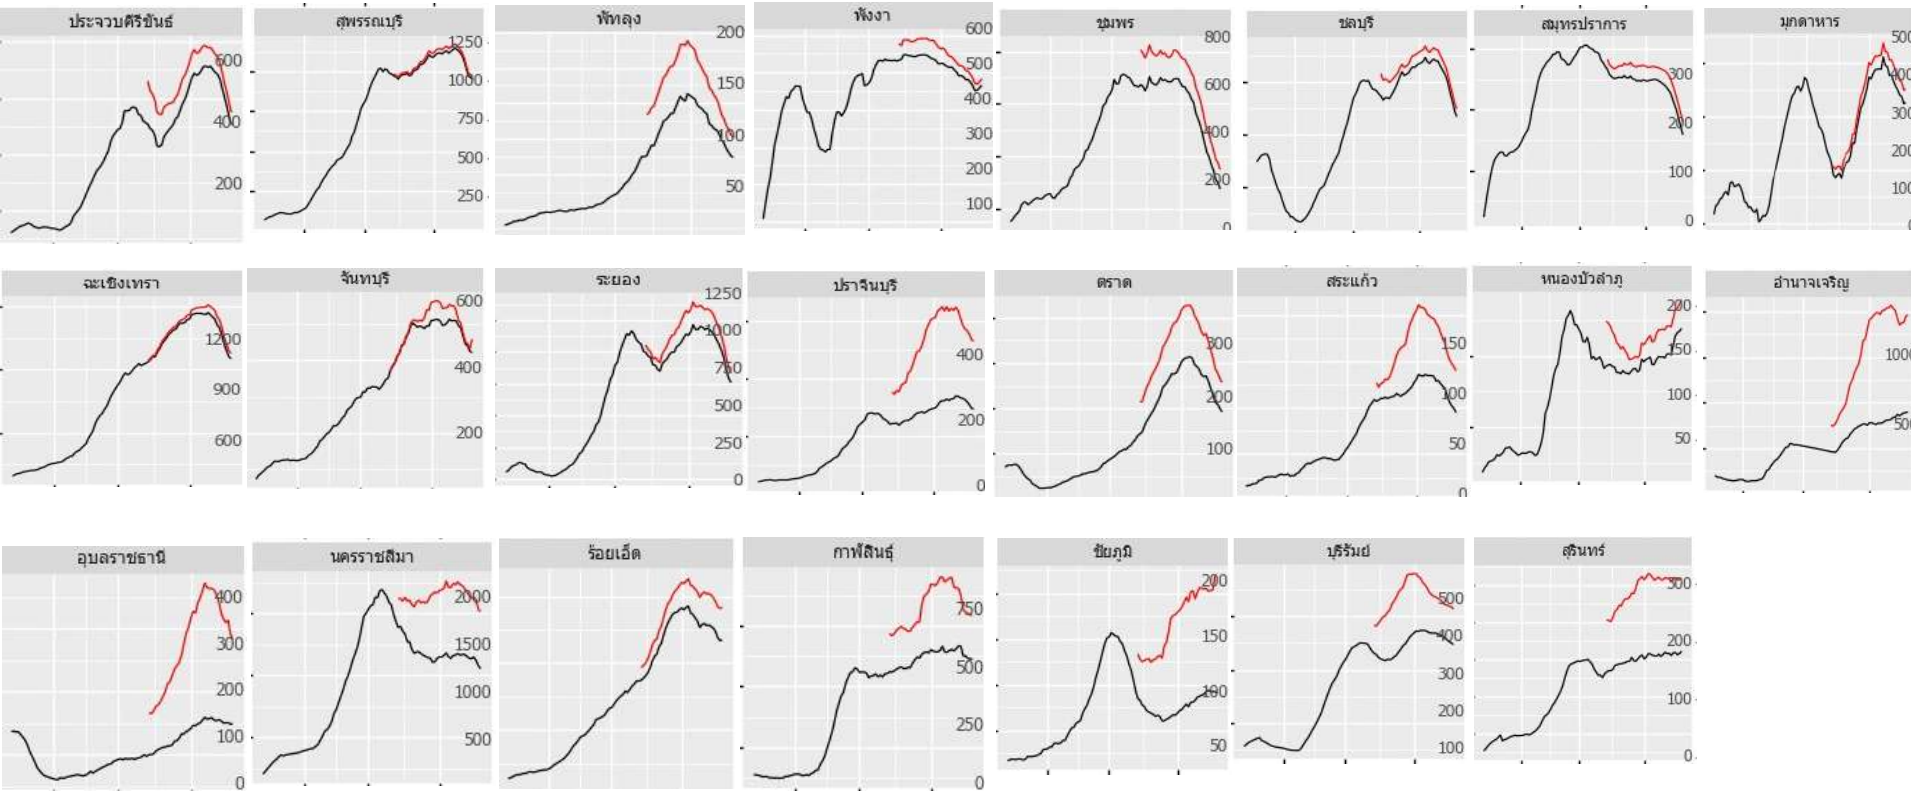 ประจวบคีรีขันธ์ สุพรรณบุรี พัทลุง พังงา ชุมพร ชลบุรี สมุทรปราการ มุกดาหาร
600 400 200
1250 1000 750 500 250
200 150 100 50
600 500 400 300 200 100
800 600 400 200 0
300 200 100 0
500 400 300 200 100 0
ฉะเชิงเทรา จันทบุรี ระยอง ปราจีนบุรี ตราด สระแก้ว หนองบัวลำภู อำนาจเจริญ
1200 900 600
600 400 200
1250 1000 750 500 250 0
400 200 0
300 200 100
150 100 50 0
200 150 100 50
1000 500
อุบลราชธานี นครราชสีมา ร้อยเอ็ด กาฬสินธุ์ ชัยภูมิ บุรีรัมย์ สุรินทร์
400 300 200 100 0
2000 1500 1000 500
750 500 250 0
200 150 100 50
500 400 300 200 100
300 200 100 0